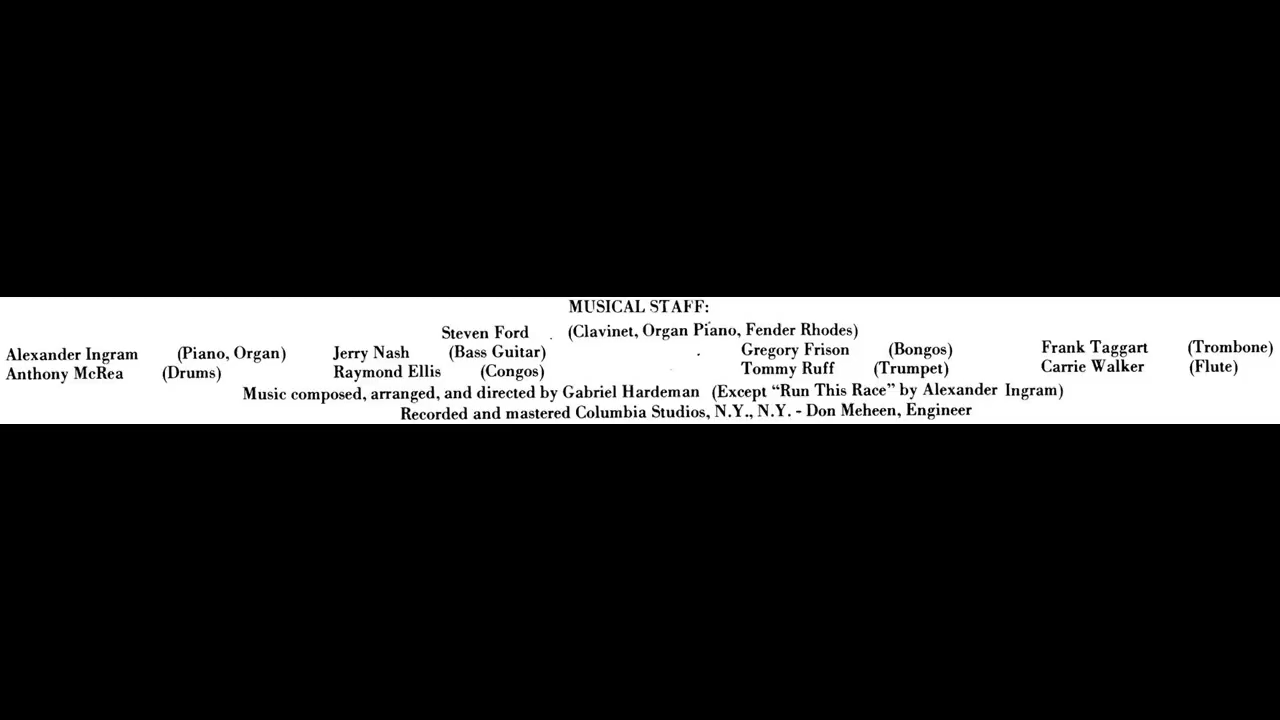 MUSICAL STAFF:
Steven Ford (Clavinet, Organ Piano, Fender Rhodes)
Alexander Ingram (Piano, Organ) Jerry Nash (Bass Guitar) Gregory Frison (Bongos) Frank Taggart (Trombone)
Anthony McRea (Drums) Raymond Ellis (Congos) Tommy Ruff (Trumpet) Carrie Walker (Flute)
Music composed, arranged, and directed by Gabriel Hardeman (Except “Run This Race” by Alexander Ingram)
Recorded and mastered Columbia Studios, N.Y., N.Y. - Don Meheen, Engineer